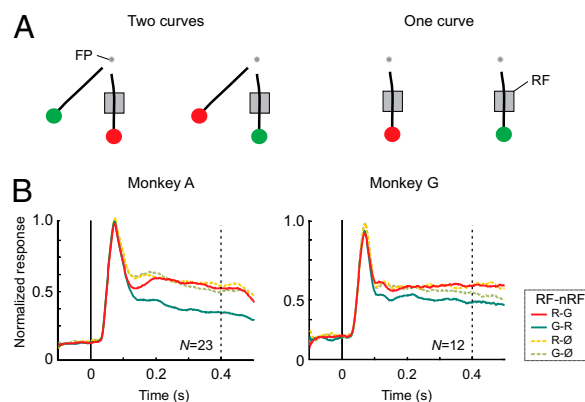 A
Two curves
One curve
FP
RF
B
Monkey A
Monkey G
Normalized response
1.0
0.5
0
N=23
0
0.2
0.4
Time (s)
1.0
0.5
0
N=12
0
0.2
0.4
Time (s)
RF-nRF
R-G
G-R
R-Ø
G-Ø